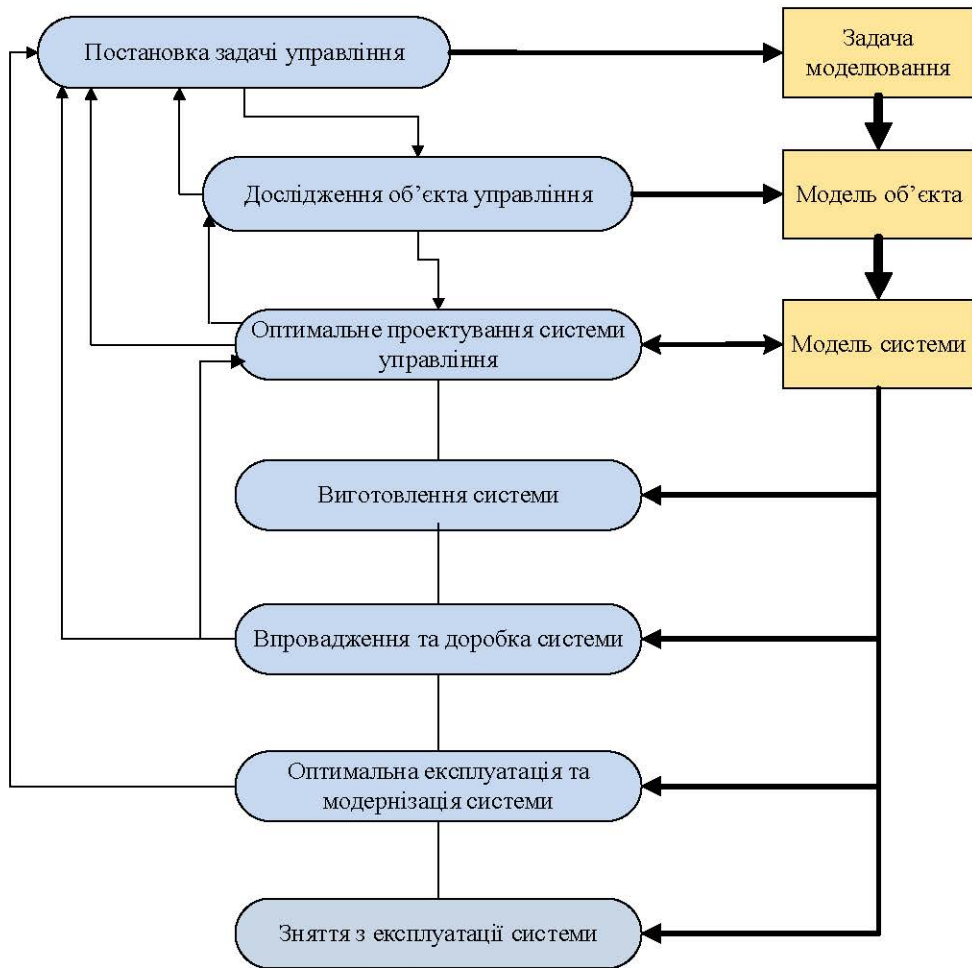 Постановка задачі управління
Задача
моделювання
Дослідження об’єкта управління
Модель об’єкта
Оптимальне проектування системи
управління
Модель системи
Виготовлення системи
Впровадження та доробка системи
Оптимальна експлуатація та
модернізація системи
Зняття з експлуатації системи